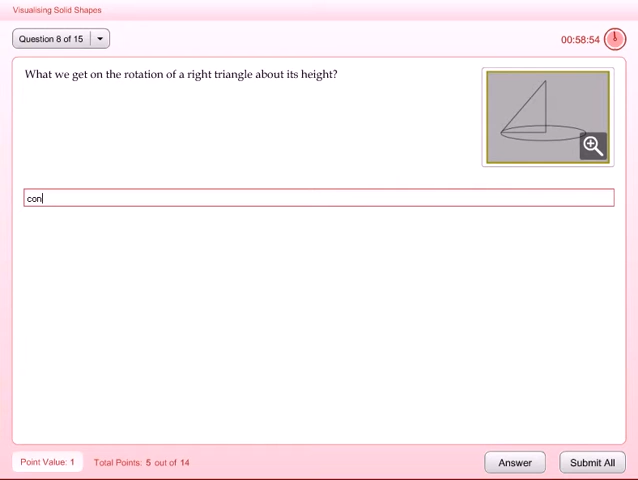 Visualising Solid Shapes
Question 8 of 15
00:58:54
What we get on the rotation of a right triangle about its height?
con
Point Value: 1
Total Points: 5 out of 14
Answer
Submit All